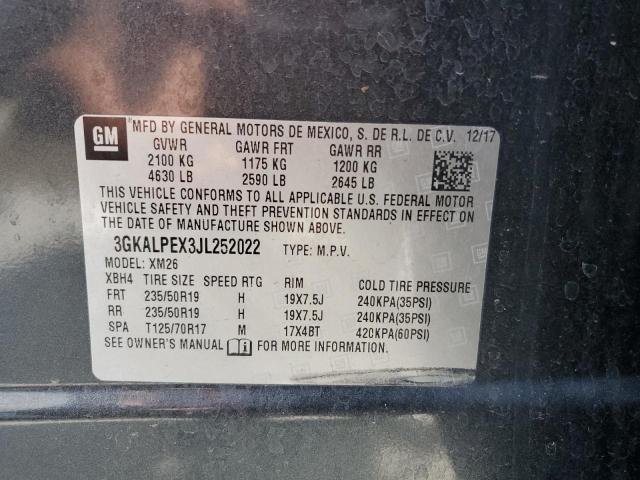 GM MFD BY GENERAL MOTORS DE MEXICO, S. DE R.L. DE C.V. 12/17
GVWR GAWR FRT GAWR RR
2100 KG 1175 KG 1200 KG
4630 LB 2590 LB 2645 LB
THIS VEHICLE CONFORMS TO ALL APPLICABLE U.S. FEDERAL MOTOR
VEHICLE SAFETY AND THEFT PREVENTION STANDARDS IN EFFECT ON
THE DATE OF MANUFACTURE SHOWN ABOVE.
3GKALPEX3JL252022 TYPE: M.P.V.
MODEL: XM26
XBH4 TIRE SIZE SPEED RTG RIM COLD TIRE PRESSURE
FRT 235/50R19 H 19X7.5J 240KPA(35PSI)
RR 235/50R19 H 19X7.5J 240KPA(35PSI)
SPA T125/70R17 M 17X4BT 420KPA(60PSI)
SEE OWNER'S MANUAL FOR MORE INFORMATION.